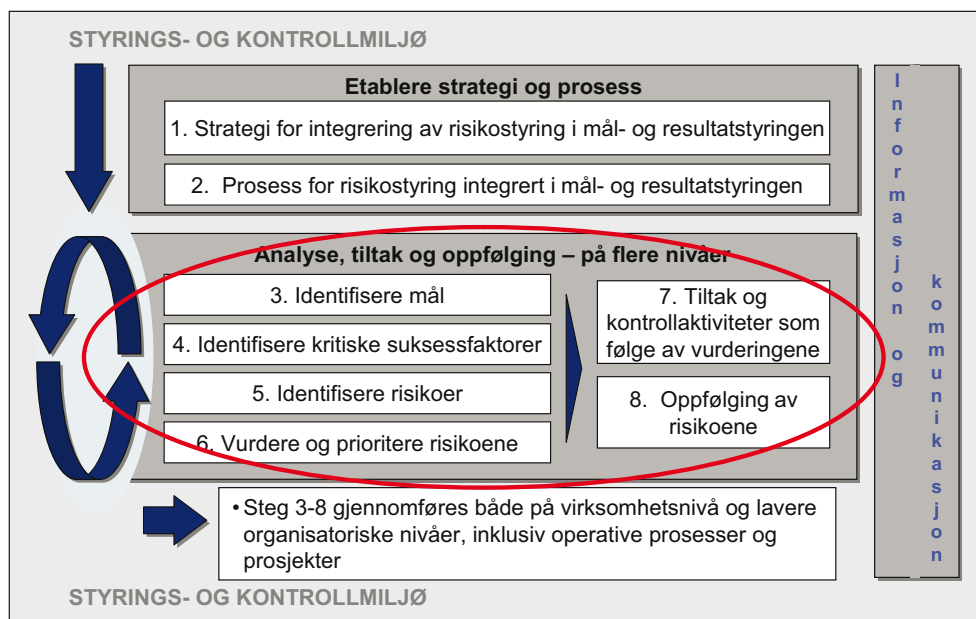 STYRINGS- OG KONTROLLMILJØ
Etablere strategi og prosess
1. Strategi for integrering av risikostyring i mål- og resultatstyringen
2. Prosess for risikostyring integrert i mål- og resultatstyringen
Analyse, tiltak og oppfølging – på flere nivåer
3. Identifisere mål
4. Identifisere kritiske suksessfaktorer
5. Identifisere risikoer
6. Vurdere og prioritere risikoene
7. Tiltak og
kontrollaktiviteter som
følge av vurderingene
8. Oppfølging av
risikoene
• Steg 3-8 gjennomføres både på virksomhetsnivå og lavere
organisatoriske nivåer, inklusiv operative prosesser og
prosjekter
Informasjon og
kommunikasjon
STYRINGS- OG KONTROLLMILJØ